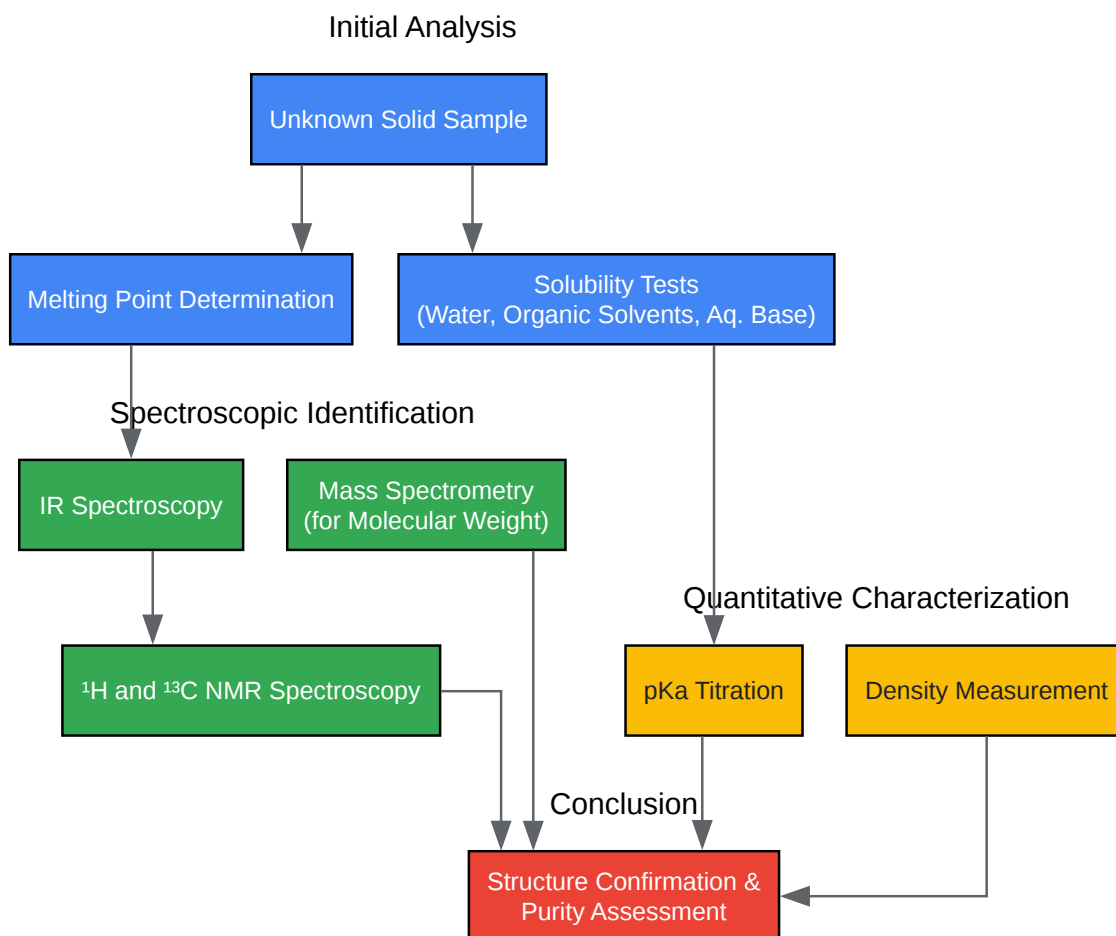 Initial Analysis
Unknown Solid Sample
Melting Point Determination
Solubility Tests
(Water, Organic Solvents, Aq. Base)
Spectroscopic Identification
IR Spectroscopy
Mass Spectrometry
(for Molecular Weight)
Quantitative Characterization
¹H and ¹³C NMR Spectroscopy
pKa Titration
Density Measurement
Conclusion
Structure Confirmation &
Purity Assessment